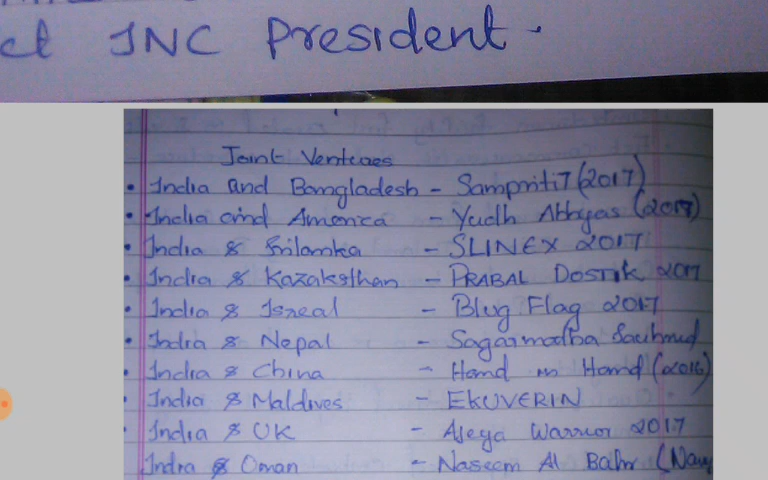 ct INC President.
Joint Ventures
• India and Bangladesh - Sampriti 7 (2017)
• India and America - Yudh Abhyas (2017)
• India & Srilanka - SLINEX 2017
• India & Kazaksthan - PRABAL DOSTIK 2017
• India & Isreal - Blug Flag 2017
• India & Nepal - Sagarmatha
• India & China - Hand in Hand (2016)
• India & Maldives - EKUVERIN
• India & UK - Ajeya Warrior 2017
India & Oman - Naseem Al Bahr (Nav